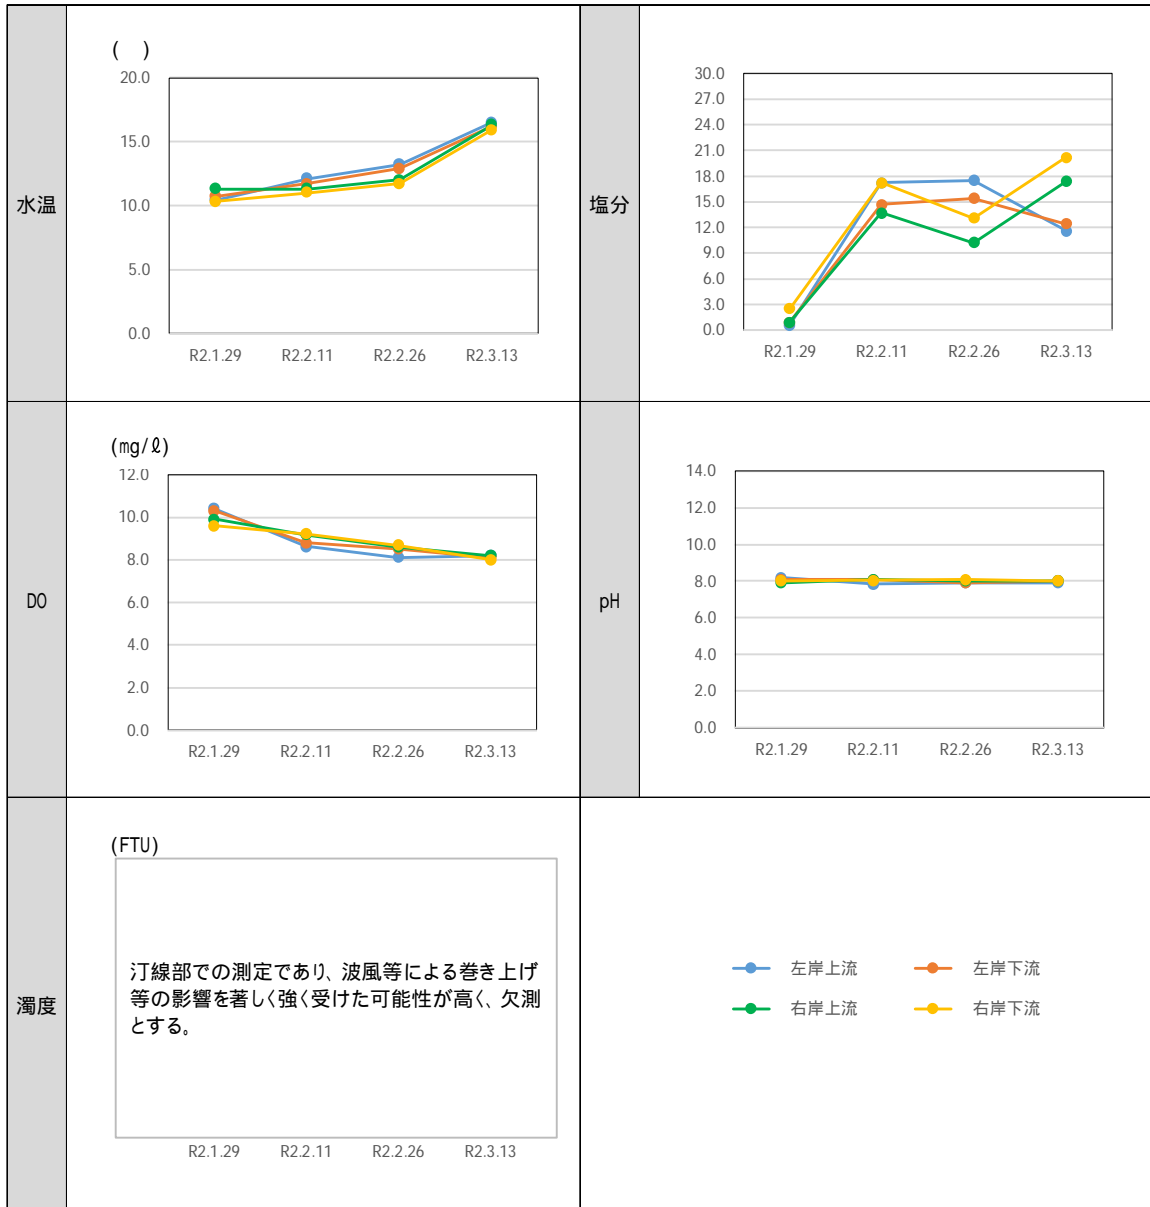 水温
( )
20.0
15.0
10.0
5.0
0.0
R2.1.29 R2.2.11 R2.2.26 R2.3.13
塩分
30.0
27.0
24.0
21.0
18.0
15.0
12.0
9.0
6.0
3.0
0.0
R2.1.29 R2.2.11 R2.2.26 R2.3.13
DO
(mg/ℓ)
12.0
10.0
8.0
6.0
4.0
2.0
0.0
R2.1.29 R2.2.11 R2.2.26 R2.3.13
pH
14.0
12.0
10.0
8.0
6.0
4.0
2.0
0.0
R2.1.29 R2.2.11 R2.2.26 R2.3.13
濁度
(FTU)
汀線部での測定であり、波風等による巻き上げ
等の影響を著しく強く受けた可能性が高く、欠測
とする。
R2.1.29 R2.2.11 R2.2.26 R2.3.13
左岸上流 左岸下流
右岸上流 右岸下流